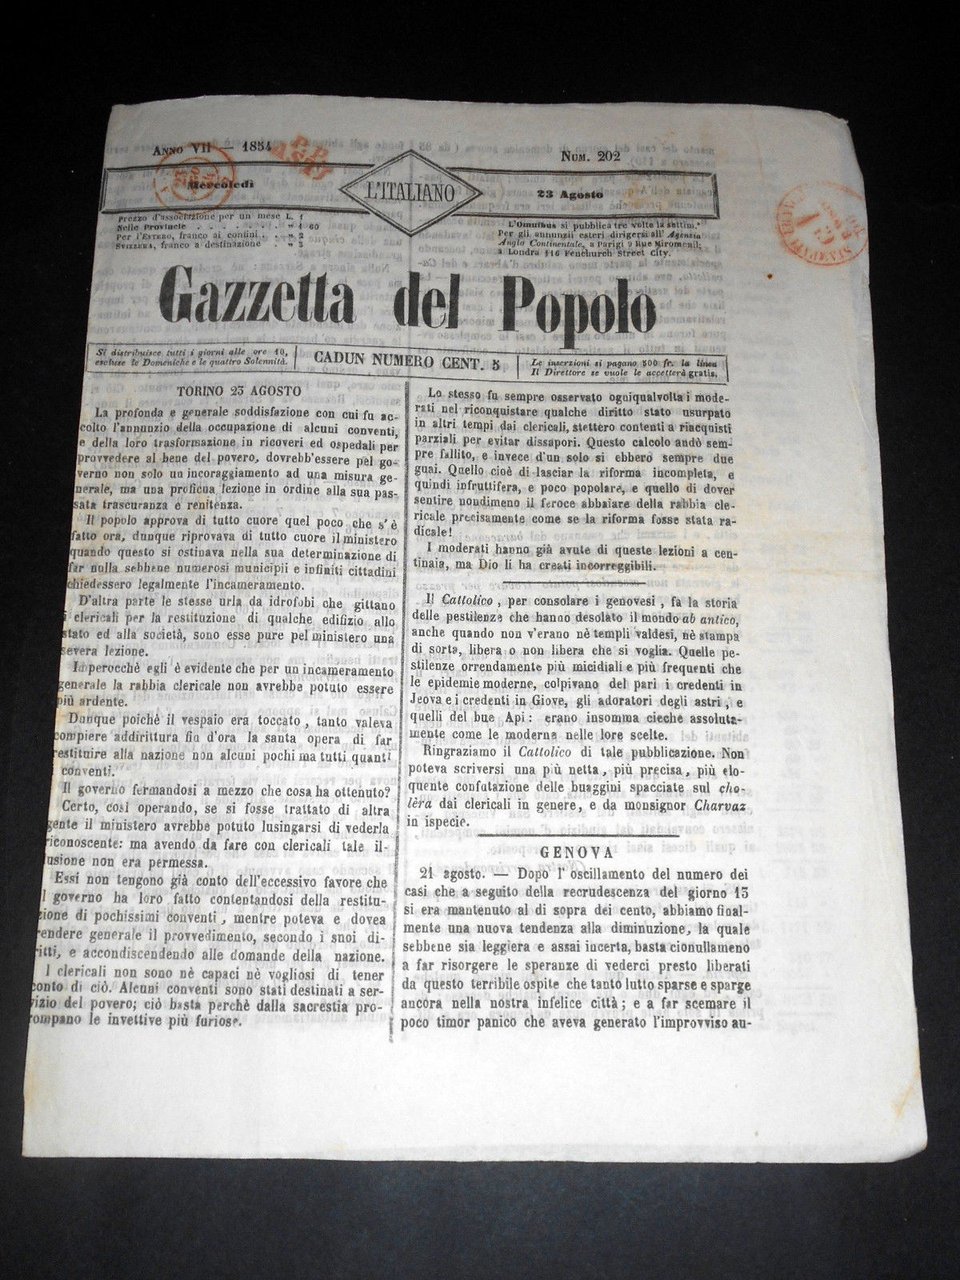 Anno VII — 1854
Num. 202
P.P.
ASTI
Mercoledì
L'ITALIANO
23 Agosto
Prezzo d'associazione per un mese L. 1
Nelle Provincie . . . . . . » 1 60
Per l'Estero, franco ai confini . . » 2
Svizzera, franco a destinazione » 3
L'Omnibus si pubblica tre volte la settim.ª
Per gli annunzii esteri dirigersi all' Agenzia
Anglo Continentale, a Parigi 9 Rue Miromenil;
a Londra 116 Fenchurch Street City.
Gazzetta del Popolo
Si distribuisce tutti i giorni alle ore 10,
escluse le Domeniche e le quattro Solennità.
CADUN NUMERO CENT. 5
Le inserzioni si pagano 500 fr. la linea
Il Direttore se vuole le accetterà gratis.
TORINO 23 AGOSTO
La profonda e generale soddisfazione con cui fu ac-
colto l'annunzio della occupazione di alcuni conventi,
e della loro trasformazione in ricoveri ed ospedali per
provvedere al bene del povero, dovrebb'essere pel go-
verno non solo un incoraggiamento ad una misura ge-
nerale, ma una proficua lezione in ordine alla sua pas-
sata trascuranza e renitenza.
Il popolo approva di tutto cuore quel poco che s'è
fatto ora, dunque riprovava di tutto cuore il ministero
quando questo si ostinava nella sua determinazione di
far nulla sebbene numerosi municipii e infiniti cittadini
chiedessero legalmente l'incameramento.
D'altra parte le stesse urla da idrofobi che gittano
i clericali per la restituzione di qualche edifizio allo
stato ed alla società, sono esse pure pel ministero una
severa lezione.
Imperocchè egli è evidente che per un incameramento
generale la rabbia clericale non avrebbe potuto essere
più ardente.
Dunque poichè il vespaio era toccato, tanto valeva
compiere addirittura fin d'ora la santa opera di far
restituire alla nazione non alcuni pochi ma tutti quanti
i conventi.
Il governo fermandosi a mezzo che cosa ha ottenuto?
Certo, così operando, se si fosse trattato di altra
gente il ministero avrebbe potuto lusingarsi di vederla
riconoscente: ma avendo da fare con clericali tale il-
lusione non era permessa.
Essi non tengono già conto dell'eccessivo favore che
l governo ha loro fatto contentandosi della restitu-
zione di pochissimi conventi, mentre poteva e dovea
rendere generale il provvedimento, secondo i suoi di-
ritti, e accondiscendendo alle domande della nazione.
I clericali non sono nè capaci nè vogliosi di tener
conto di ciò. Alcuni conventi sono stati destinati a ser-
vizio del povero; ciò basta perchè dalla sacrestia pro-
rompano le invettive più furiose.
Lo stesso fu sempre osservato ogniqualvolta i mode-
rati nel riconquistare qualche diritto stato usurpato
in altri tempi dai clericali, stettero contenti a riacquisti
parziali per evitar dissapori. Questo calcolo andò sem-
pre fallito, e invece d'un solo si ebbero sempre due
guai. Quello cioè di lasciar la riforma incompleta, e
quindi infruttifera, e poco popolare, e quello di dover
sentire nondimeno il feroce abbaiare della rabbia cle-
ricale precisamente come se la riforma fosse stata ra-
dicale!
I moderati hanno già avute di queste lezioni a cen-
tinaia, ma Dio li ha creati incorreggibili.
Il Cattolico, per consolare i genovesi, fa la storia
delle pestilenze che hanno desolato il mondo ab antico,
anche quando non v'erano nè templi valdesi, nè stampa
di sorta, libera o non libera che si voglia. Quelle pe-
stilenze orrendamente più micidiali e più frequenti che
le epidemie moderne, colpivano del pari i credenti in
Jeova e i credenti in Giove, gli adoratori degli astri, e
quelli del bue Api: erano insomma cieche assoluta-
mente come le moderne nelle loro scelte.
Ringraziamo il Cattolico di tale pubblicazione. Non
poteva scriversi una più netta, più precisa, più elo-
quente confutazione delle buaggini spacciate sul cho-
lèra dai clericali in genere, e da monsignor Charvaz
in ispecie.
GENOVA
21 agosto. — Dopo l'oscillamento del numero dei
casi che a seguito della recrudescenza del giorno 13
si era mantenuto al di sopra dei cento, abbiamo final-
mente una nuova tendenza alla diminuzione, la quale
sebbene sia leggiera e assai incerta, basta cionullameno
a far risorgere le speranze di vederci presto liberati
da questo terribile ospite che tanto lutto sparse e sparge
ancora nella nostra infelice città; e a far scemare il
poco timor panico che aveva generato l'improvviso au-